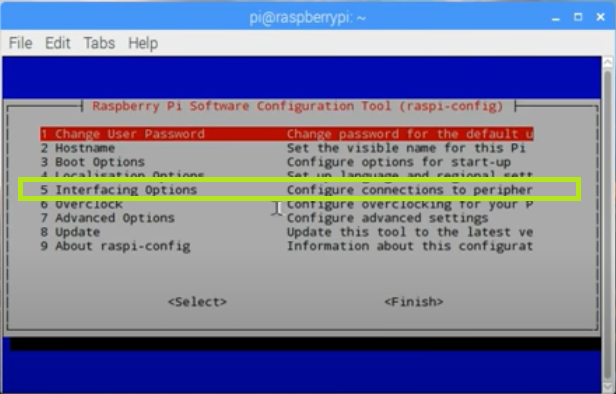 pi@raspberrypi: ~
File Edit Tabs Help
Raspberry Pi Software Configuration Tool (raspi-config)
1 Change User Password Change password for the default u
2 Hostname Set the visible name for this Pi
3 Boot Options Configure options for start-up
4 Localisation Options Set up language and regional sett
5 Interfacing Options Configure connections to peripher
6 Overclock Configure overclocking for your P
7 Advanced Options Configure advanced settings
8 Update Update this tool to the latest ve
9 About raspi-config Information about this configurat
<Select> <Finish>